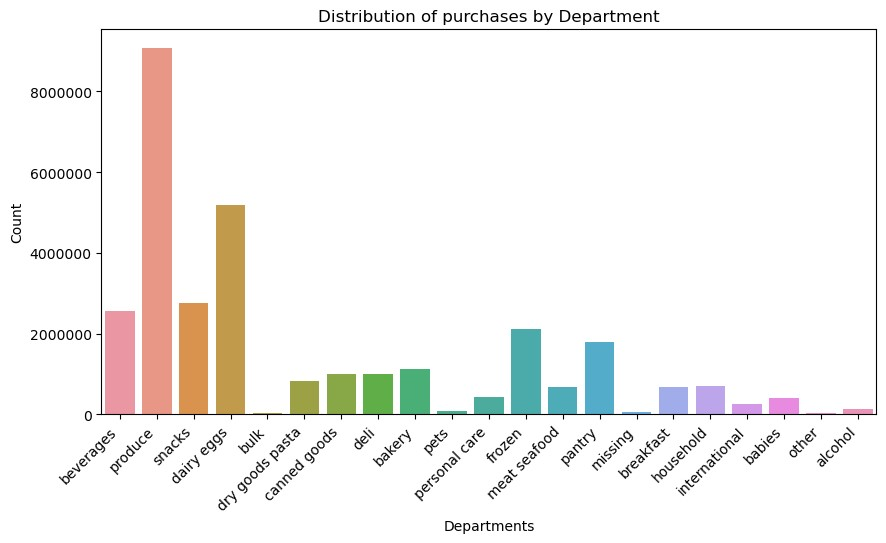 Distribution of purchases by Department
Count
8000000
6000000
4000000
2000000
0
beverages
produce
snacks
dairy eggs
bulk
dry goods pasta
canned goods
deli
bakery
pets
personal care
frozen
meat seafood
pantry
missing
breakfast
household
international
babies
other
alcohol
Departments